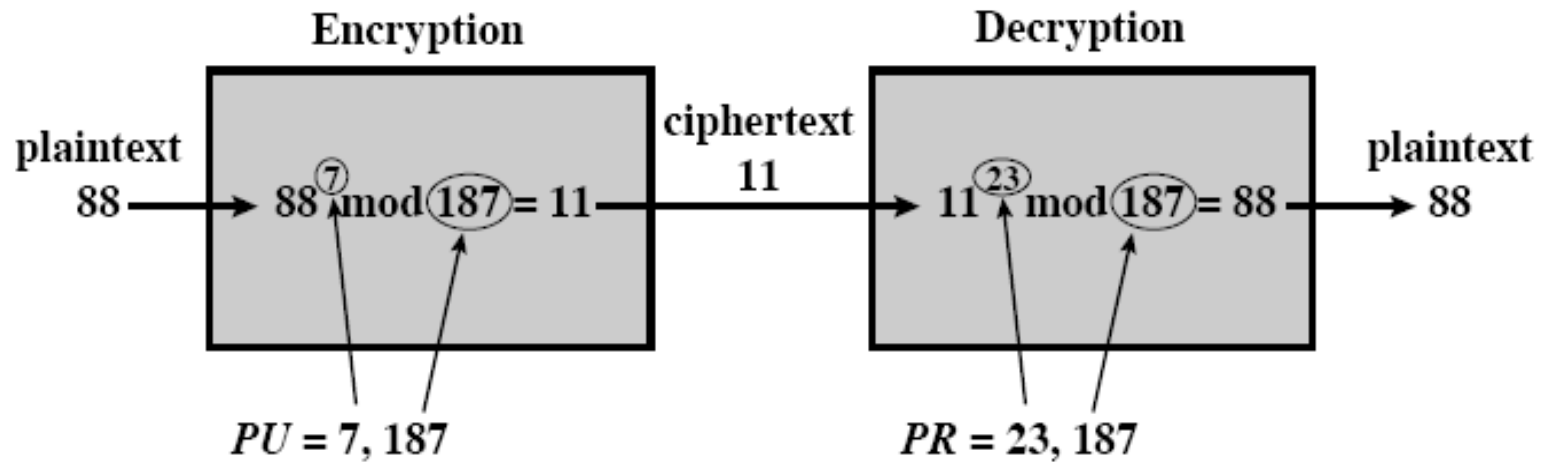 Encryption
Decryption
plaintext
88
88^7 mod 187 = 11
ciphertext
11
11^23 mod 187 = 88
plaintext
88
PU = 7, 187
PR = 23, 187